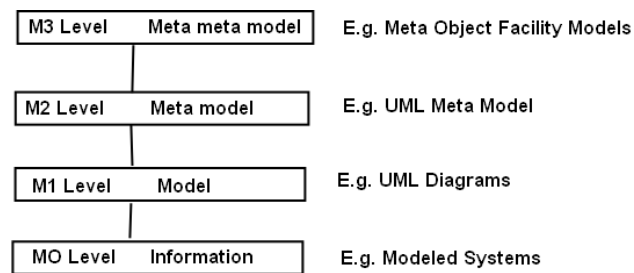 M3 Level Meta meta model E.g. Meta Object Facility Models
M2 Level Meta model E.g. UML Meta Model
M1 Level Model E.g. UML Diagrams
MO Level Information E.g. Modeled Systems